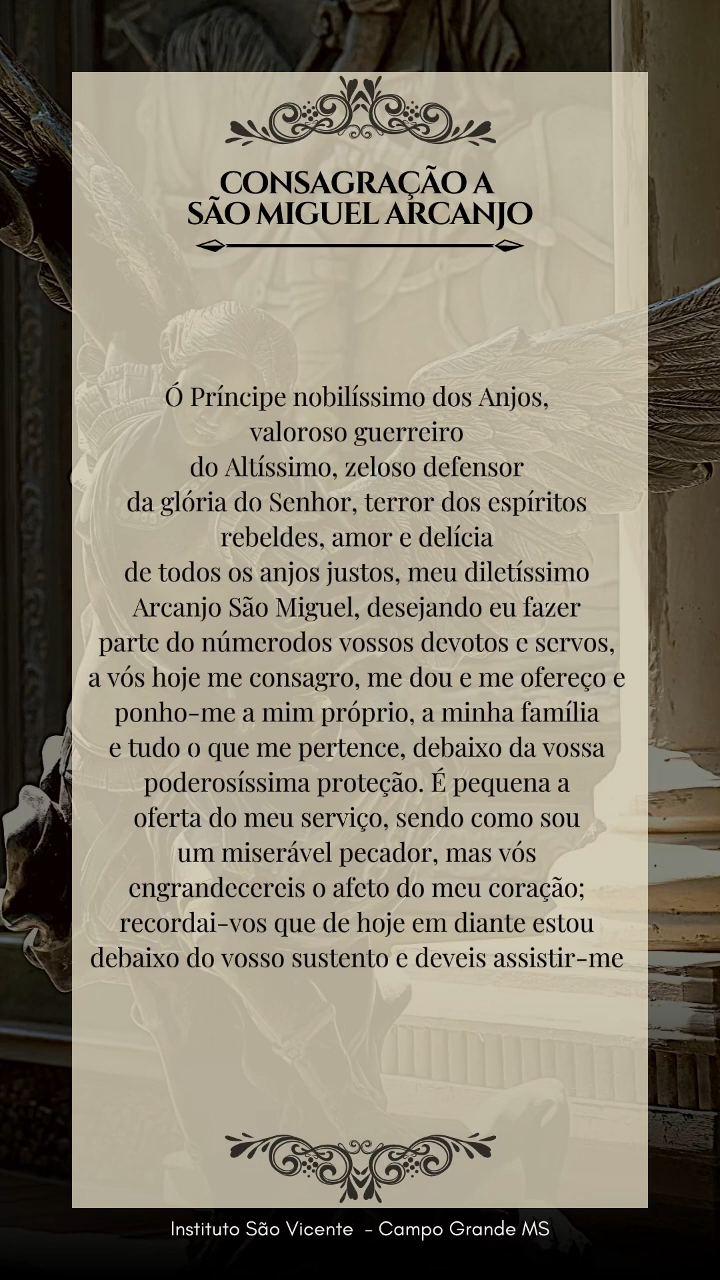 CONSAGRAÇÃO A
SÃO MIGUEL ARCANJO
Ó Príncipe nobilíssimo dos Anjos,
valoroso guerreiro
do Altíssimo, zeloso defensor
da glória do Senhor, terror dos espíritos
rebeldes, amor e delícia
de todos os anjos justos, meu diletíssimo
Arcanjo São Miguel, desejando eu fazer
parte do númerodos vossos devotos e servos,
a vós hoje me consagro, me dou e me ofereço e
ponho-me a mim próprio, a minha família
e tudo o que me pertence, debaixo da vossa
poderosíssima proteção. É pequena a
oferta do meu serviço, sendo como sou
um miserável pecador, mas vós
engrandecereis o afeto do meu coração;
recordai-vos que de hoje em diante estou
debaixo do vosso sustento e deveis assistir-me
Instituto São Vicente - Campo Grande MS